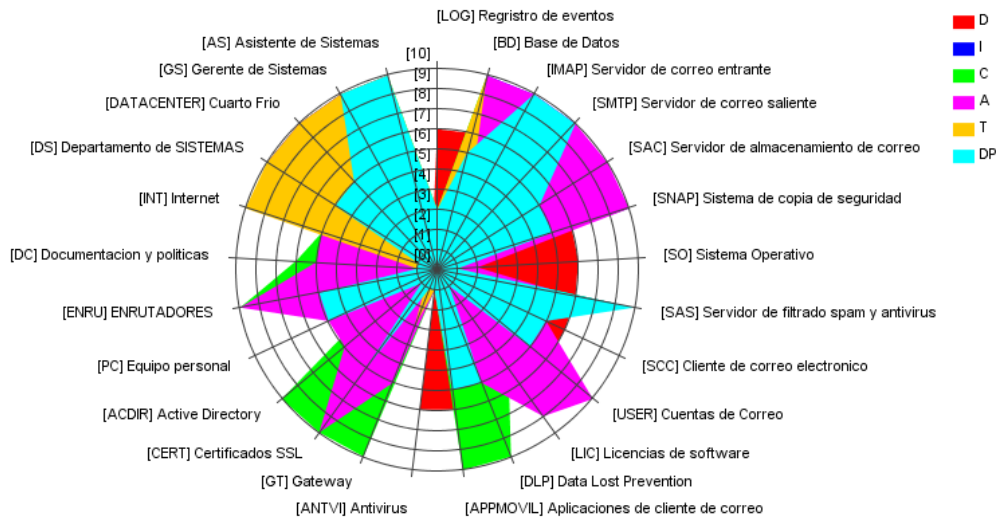 [LOG] Regristro de eventos
[BD] Base de Datos
[IMAP] Servidor de correo entrante
[SMTP] Servidor de correo saliente
[SAC] Servidor de almacenamiento de correo
[SNAP] Sistema de copia de seguridad
[SO] Sistema Operativo
[SAS] Servidor de filtrado spam y antivirus
[SCC] Cliente de correo electronico
[USER] Cuentas de Correo
[LIC] Licencias de software
[DLP] Data Lost Prevention
[APPMOVIL] Aplicaciones de cliente de correo
[ANTVI] Antivirus
[GT] Gateway
[CERT] Certificados SSL
[ACDIR] Active Directory
[PC] Equipo personal
[ENRU] ENRUTADORES
[DC] Documentacion y politicas
[INT] Internet
[DS] Departamento de SISTEMAS
[DATACENTER] Cuarto Frio
[GS] Gerente de Sistemas
[AS] Asistente de Sistemas
[10]
[9]
[8]
[7]
[6]
[5]
[4]
[3]
[2]
[1]
[0]
D
I
C
A
T
DP